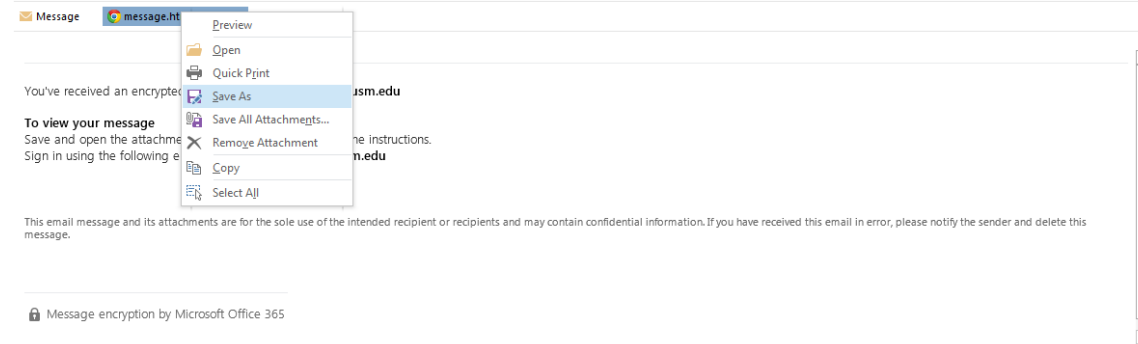 Message message.ht
Preview
Open
Quick Print
Save As
Save All Attachments...
Remove Attachment
Copy
Select All
You've received an encrypted usm.edu
To view your message
Save and open the attachme he instructions.
Sign in using the following e m.edu
This email message and its attachments are for the sole use of the intended recipient or recipients and may contain confidential information. If you have received this email in error, please notify the sender and delete this
message.
Message encryption by Microsoft Office 365